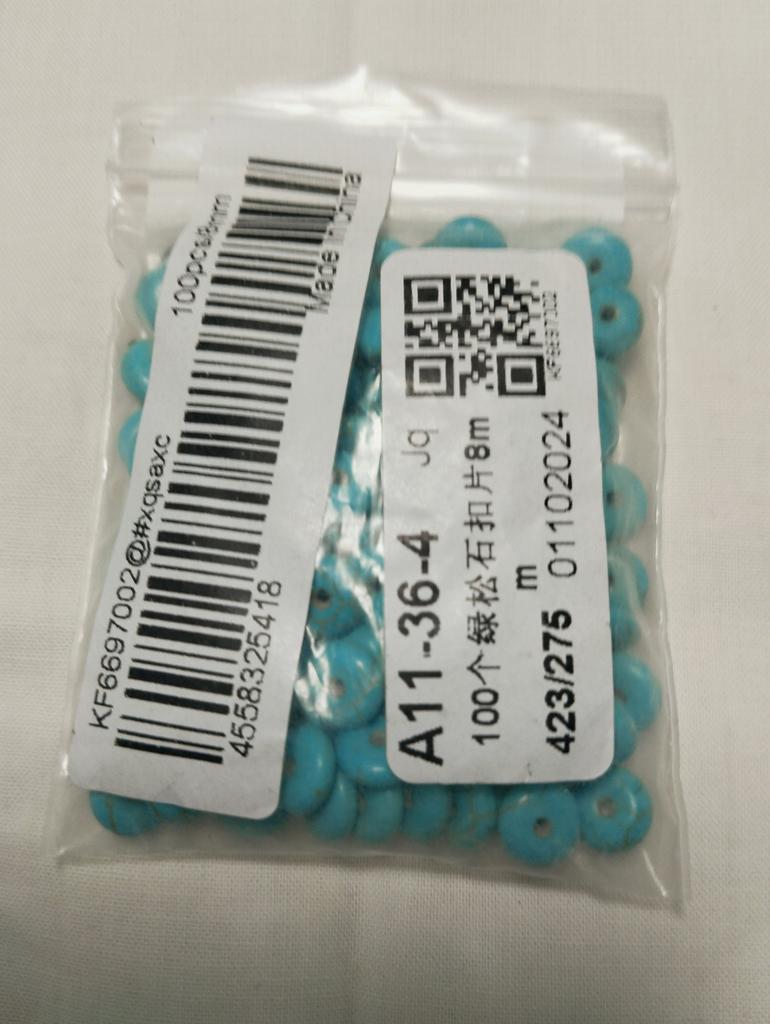 100pcs/8mm
Made in China
KF6697002@#xqsaxc
4558325418
KF6697002
A11-36-4 Jq
100个绿松石扣片8m
m
423/275 01102024